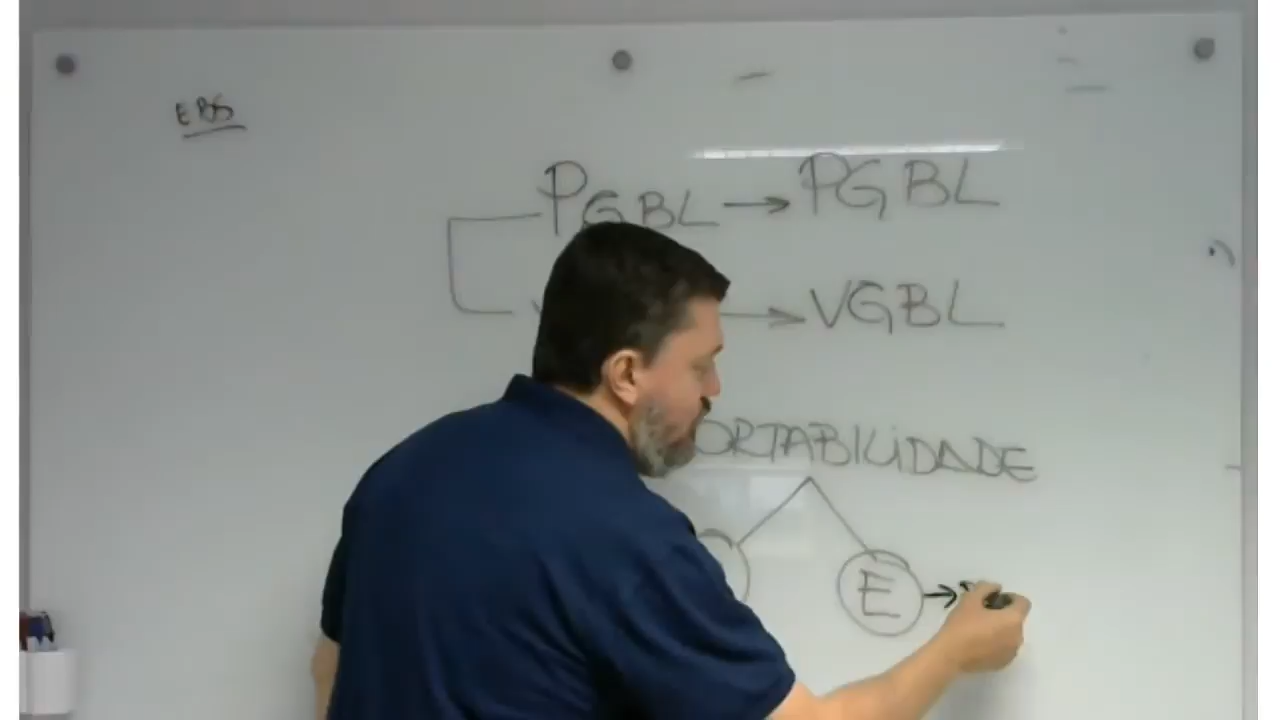 EBS
PGBL → PGBL
→ VGBL
ORTABILIDADE
E →